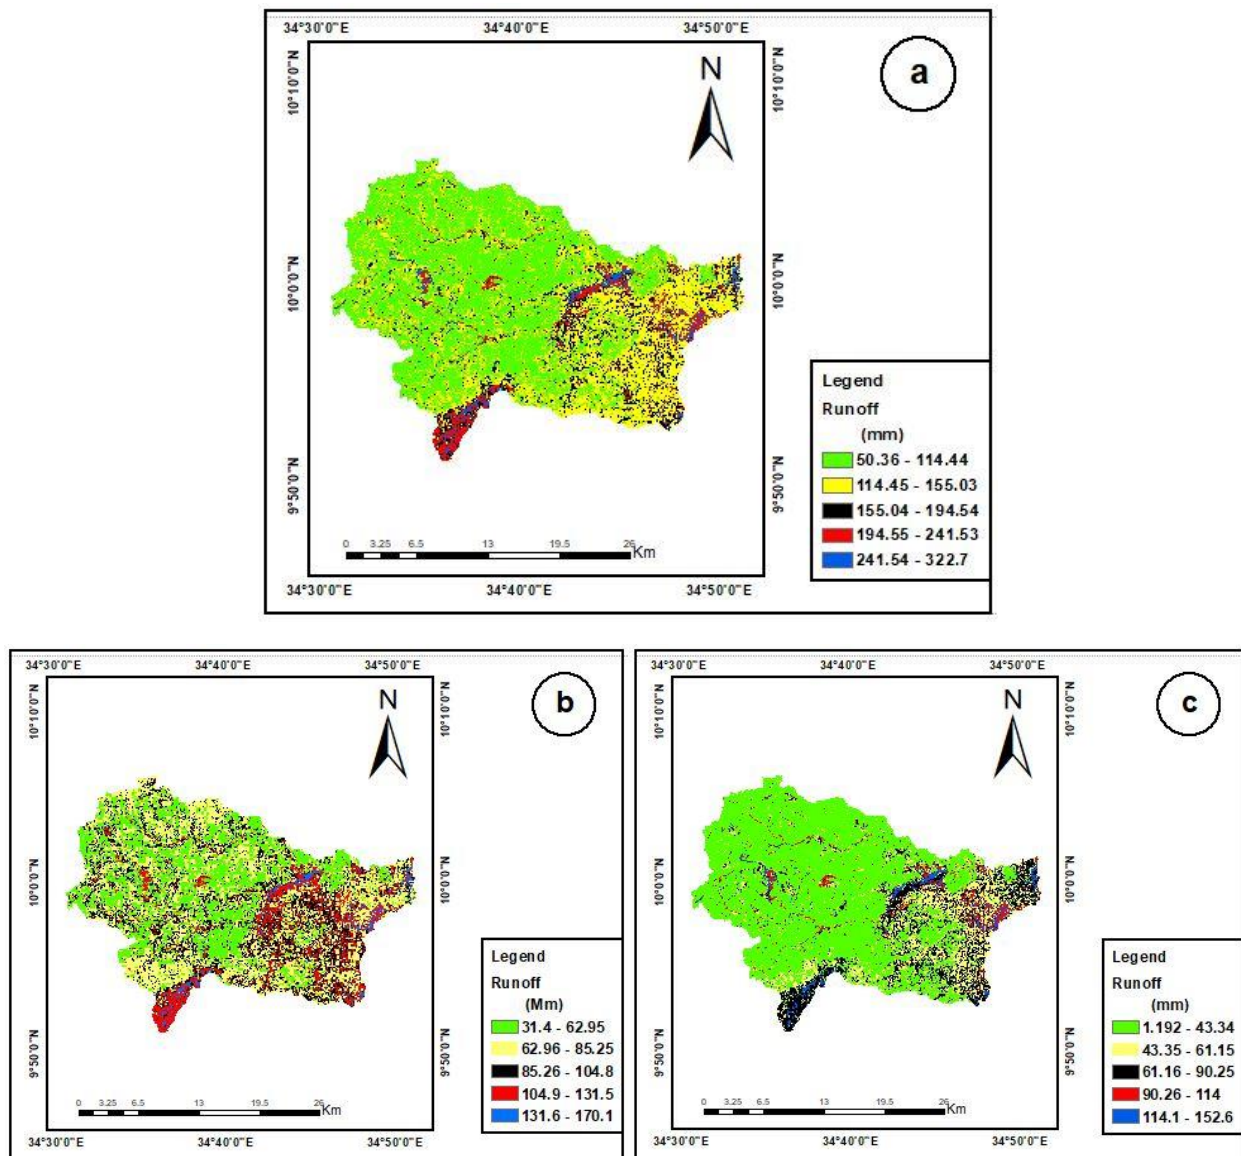 34°30'0"E 34°40'0"E 34°50'0"E
a
N
10°10'0"N 10°10'0"N
10°0'0"N 10°0'0"N
9°50'0"N 9°50'0"N
Legend
Runoff
(mm)
50.36 - 114.44
114.45 - 155.03
155.04 - 194.54
194.55 - 241.53
241.54 - 322.7
0 3.25 6.5 13 19.5 26
Km
34°30'0"E 34°40'0"E 34°50'0"E
34°30'0"E 34°40'0"E 34°50'0"E
b
N
10°10'0"N 10°10'0"N
10°0'0"N 10°0'0"N
9°50'0"N 9°50'0"N
Legend
Runoff
(Mm)
31.4 - 62.95
62.96 - 85.25
85.26 - 104.8
104.9 - 131.5
131.6 - 170.1
0 3.25 6.5 13 19.5 26
Km
34°30'0"E 34°40'0"E 34°50'0"E
34°30'0"E 34°40'0"E 34°50'0"E
c
N
10°10'0"N 10°10'0"N
10°0'0"N 10°0'0"N
9°50'0"N 9°50'0"N
Legend
Runoff
(mm)
1.192 - 43.34
43.35 - 61.15
61.16 - 90.25
90.26 - 114
114.1 - 152.6
0 3.25 6.5 13 19.5 26
Km
34°30'0"E 34°40'0"E 34°50'0"E